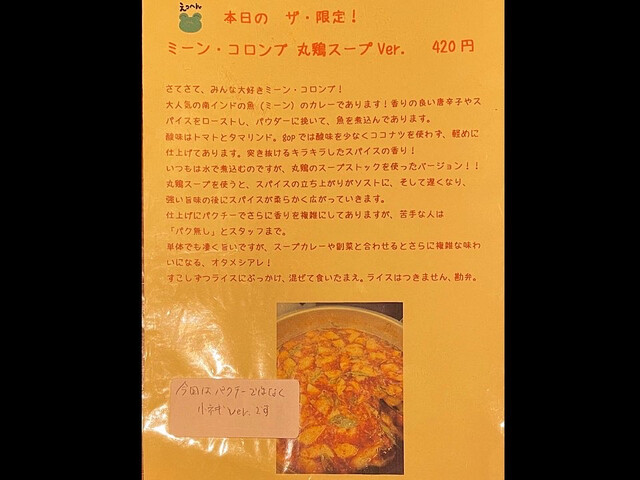 えっへん
本日の ザ・限定！
ミーン・コロンブ 丸鶏スープVer. 420円
さてさて、みんな大好きミーン・コロンブ！
大人気の南インドの魚（ミーン）のカレーであります！香りの良い唐辛子やス
パイスをローストし、パウダーに挽いて、魚を煮込んであります。
酸味はトマトとタマリンド。gopでは酸味を少なくココナツを使わず、軽めに
仕上げてあります。突き抜けるキラキラしたスパイスの香り！
いつもは水で煮込むのですが、丸鶏のスープストックを使ったバージョン！！
丸鶏スープを使うと、スパイスの立ち上がりがソストに、そして遅くなり、
強い旨味の後にスパイスが柔らかく広がっていきます。
仕上げにパクチーでさらに香りを複雑にしてありますが、苦手な人は
「パク無し」とスタッフまで。
単体でも凄く旨いですが、スープカレーや副菜と合わせるとさらに複雑な味わ
いになる、オタメシアレ！
すこしずつライスにぶっかけ、混ぜて食いたまえ。ライスはつきません、勘弁。
今回はパクチーではなく
ver.です